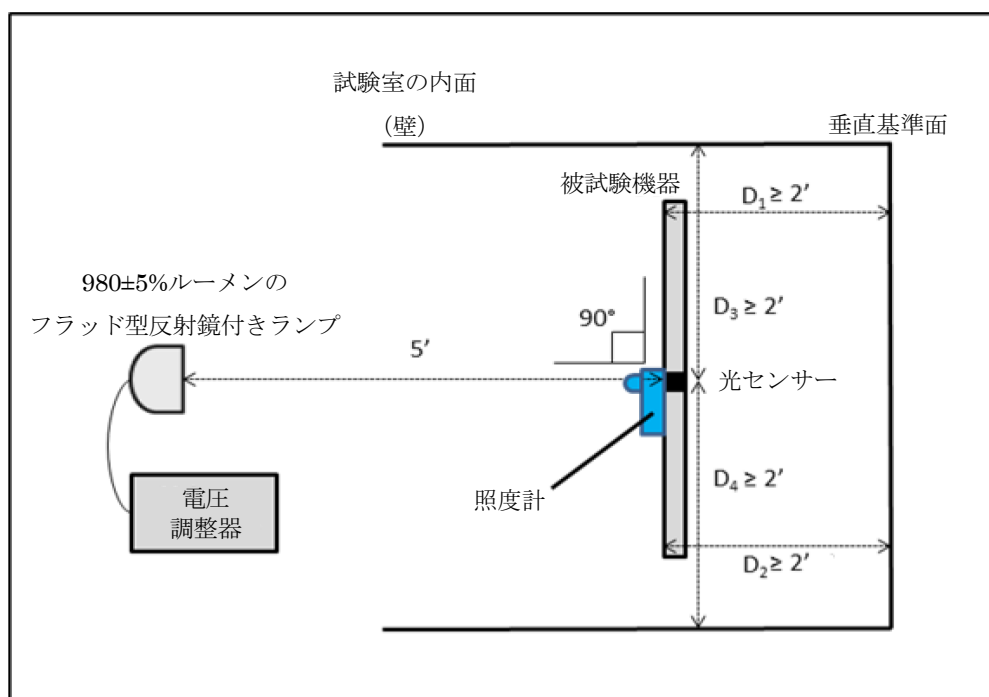 試験室の内面
(壁)
垂直基準面
被試験機器
D₁ ≥ 2'
980±5%ルーメンの
フラッド型反射鏡付きランプ
90°
D₃ ≥ 2'
5'
光センサー
電圧
調整器
照度計
D₄ ≥ 2'
D₂ ≥ 2'